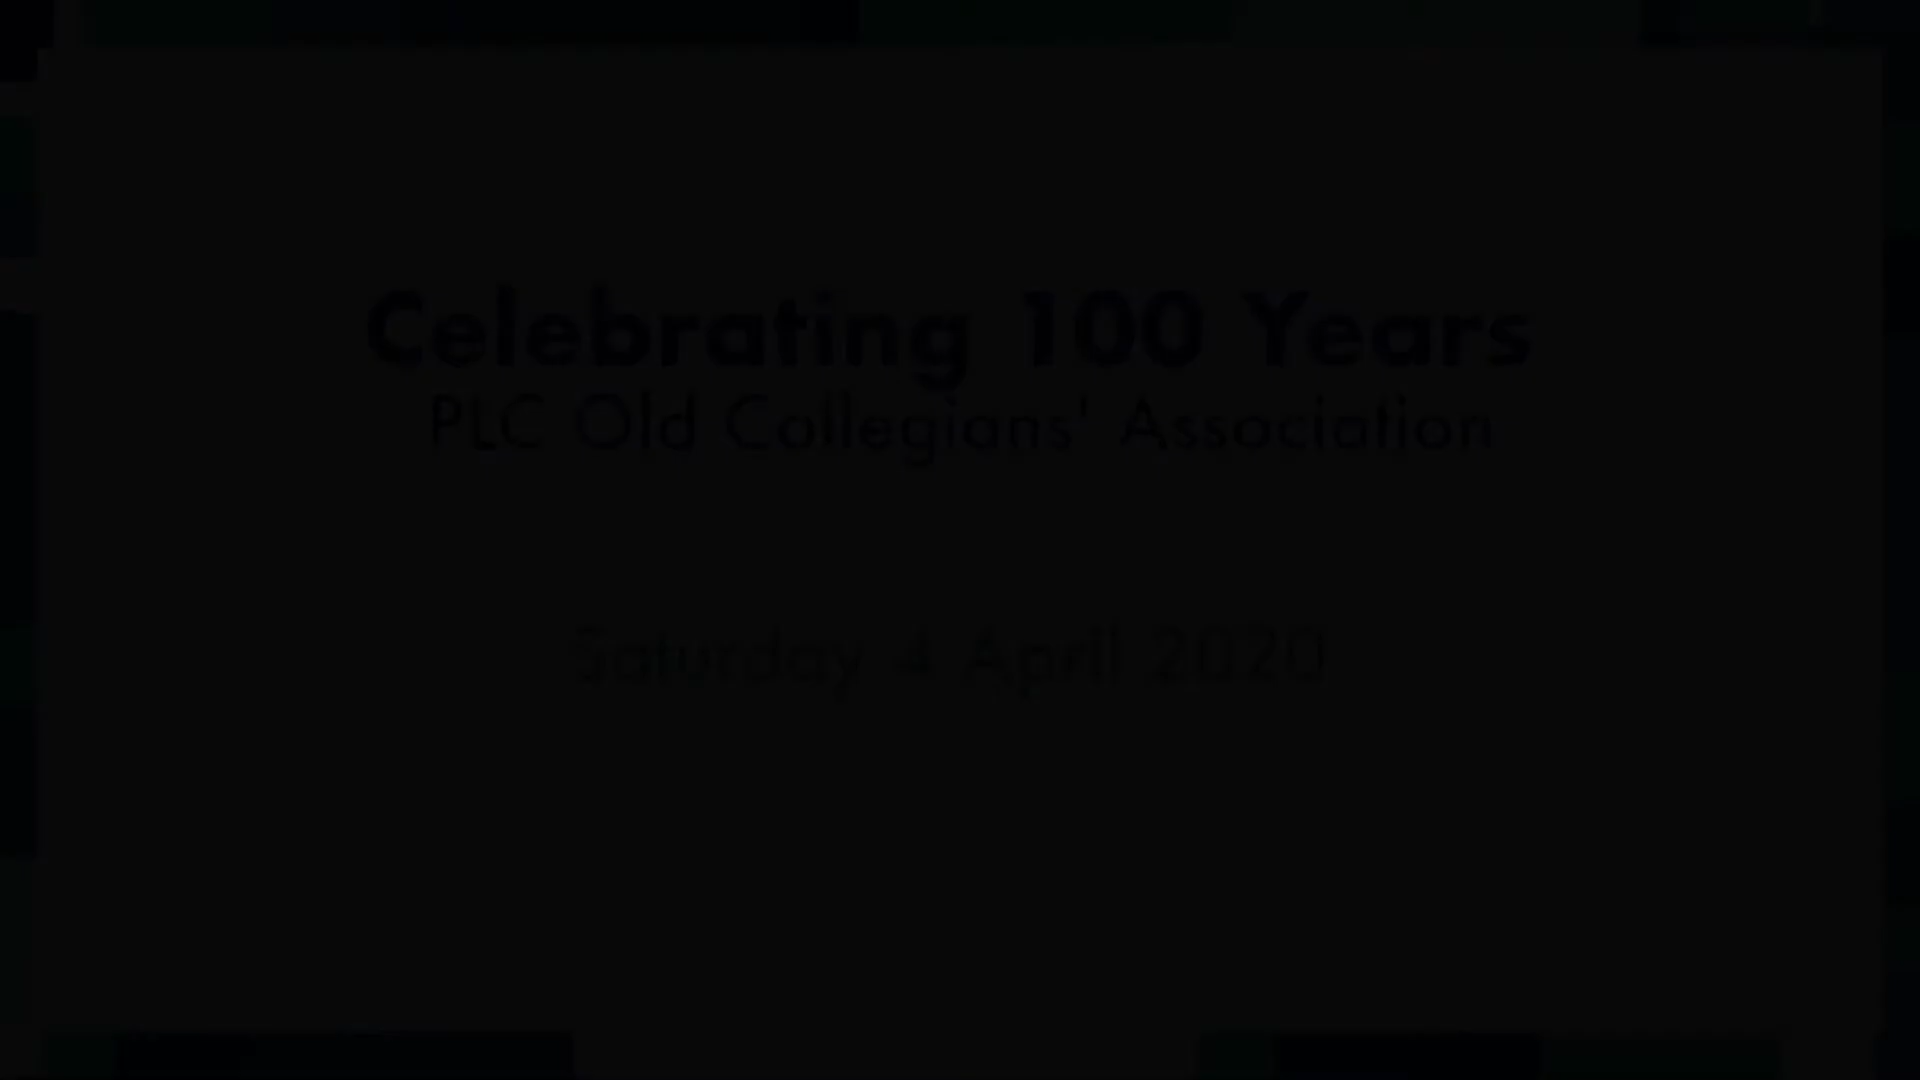 Celebrating 100 Years
PLC Old Collegians' Association
Saturday 4 April 2020